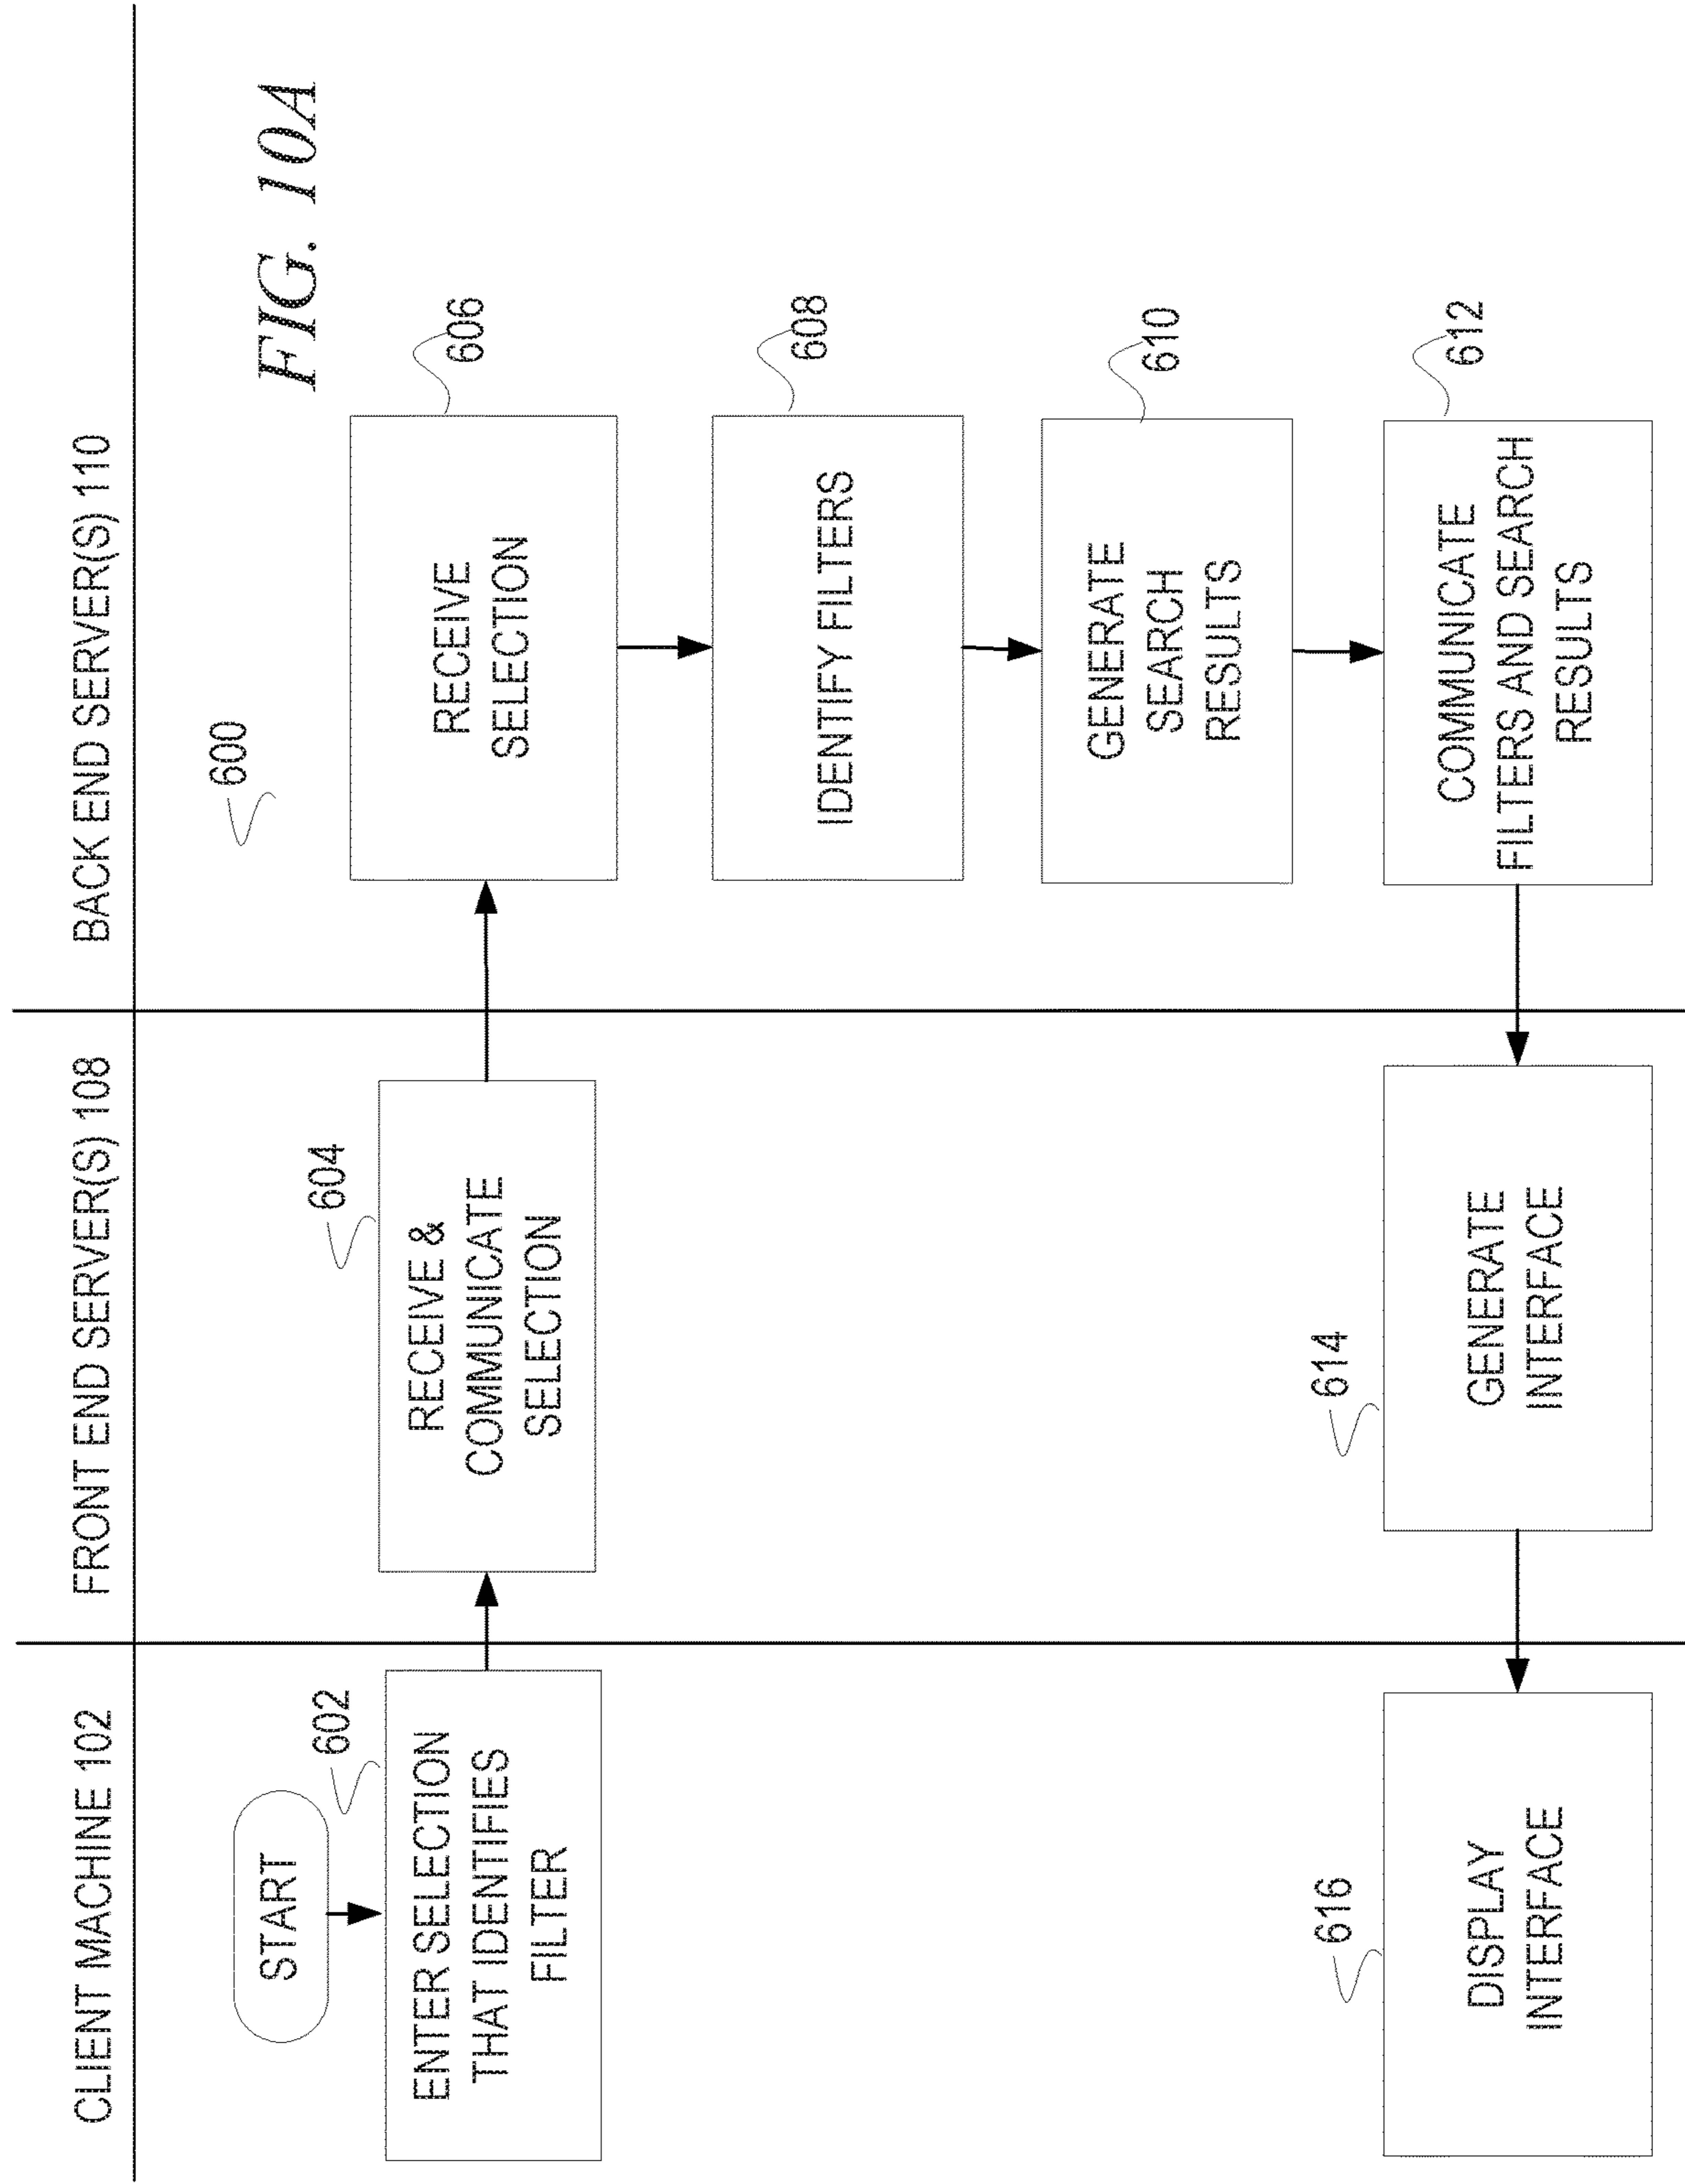 CLIENT MACHINE 102
FRONT END SERVER(S) 108
BACK END SERVER(S) 110
FIG. 10A
600
START
602
ENTER SELECTION
THAT IDENTIFIES
FILTER
604
RECEIVE &
COMMUNICATE
SELECTION
RECEIVE
SELECTION
606
IDENTIFY FILTERS
608
GENERATE
SEARCH
RESULTS
610
COMMUNICATE
FILTERS AND SEARCH
RESULTS
612
614
GENERATE
INTERFACE
616
DISPLAY
INTERFACE